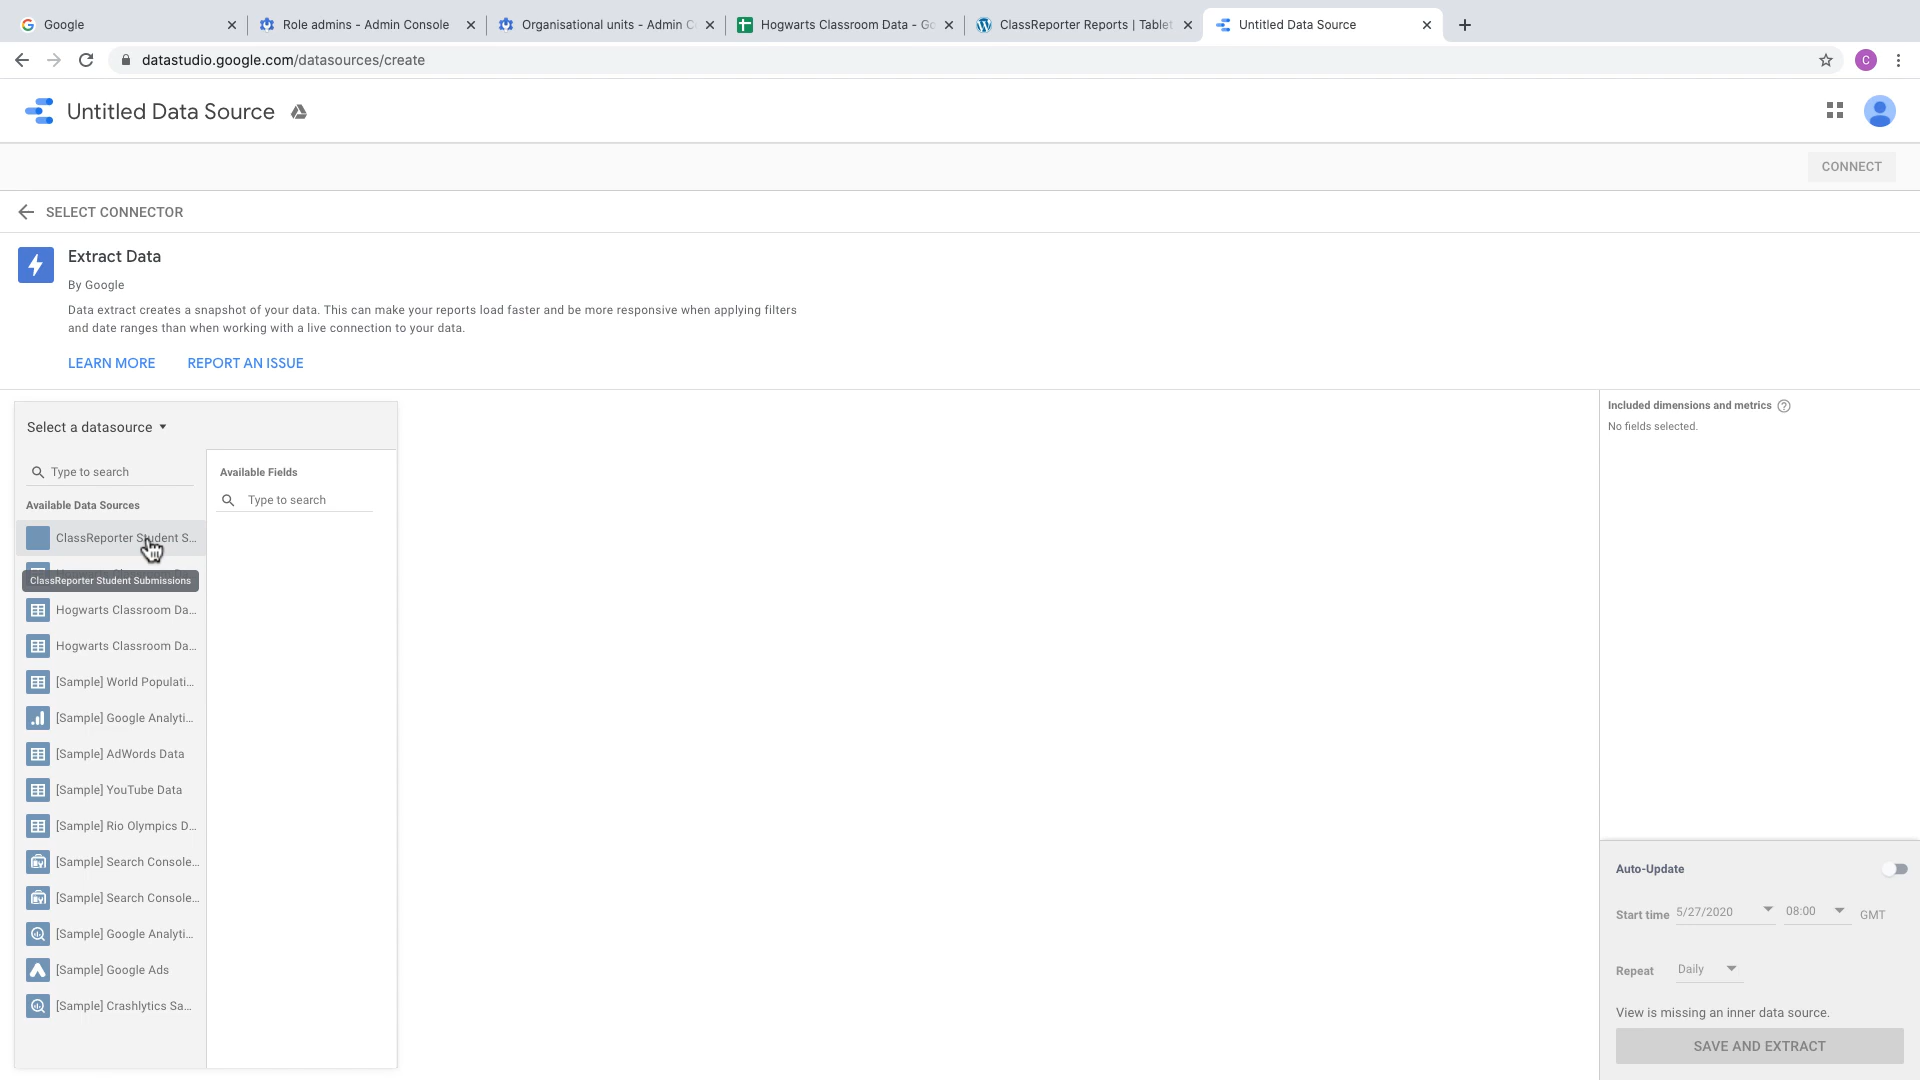 Google
Role admins - Admin Console
Organisational units - Admin C
Hogwarts Classroom Data - Go
ClassReporter Reports | Tablet
Untitled Data Source
datastudio.google.com/datasources/create
C
Untitled Data Source
CONNECT
SELECT CONNECTOR
Extract Data
By Google
Data extract creates a snapshot of your data. This can make your reports load faster and be more responsive when applying filters
and date ranges than when working with a live connection to your data.
LEARN MORE
REPORT AN ISSUE
Select a datasource
Type to search
Available Data Sources
ClassReporter Student S...
ClassReporter Student Submissions
Hogwarts Classroom Da...
Hogwarts Classroom Da...
[Sample] World Populati...
[Sample] Google Analyti...
[Sample] AdWords Data
[Sample] YouTube Data
[Sample] Rio Olympics D...
[Sample] Search Console...
[Sample] Search Console...
[Sample] Google Analyti...
[Sample] Google Ads
[Sample] Crashlytics Sa...
Available Fields
Type to search
Included dimensions and metrics
No fields selected.
Auto-Update
Start time 5/27/2020 08:00 GMT
Repeat Daily
View is missing an inner data source.
SAVE AND EXTRACT